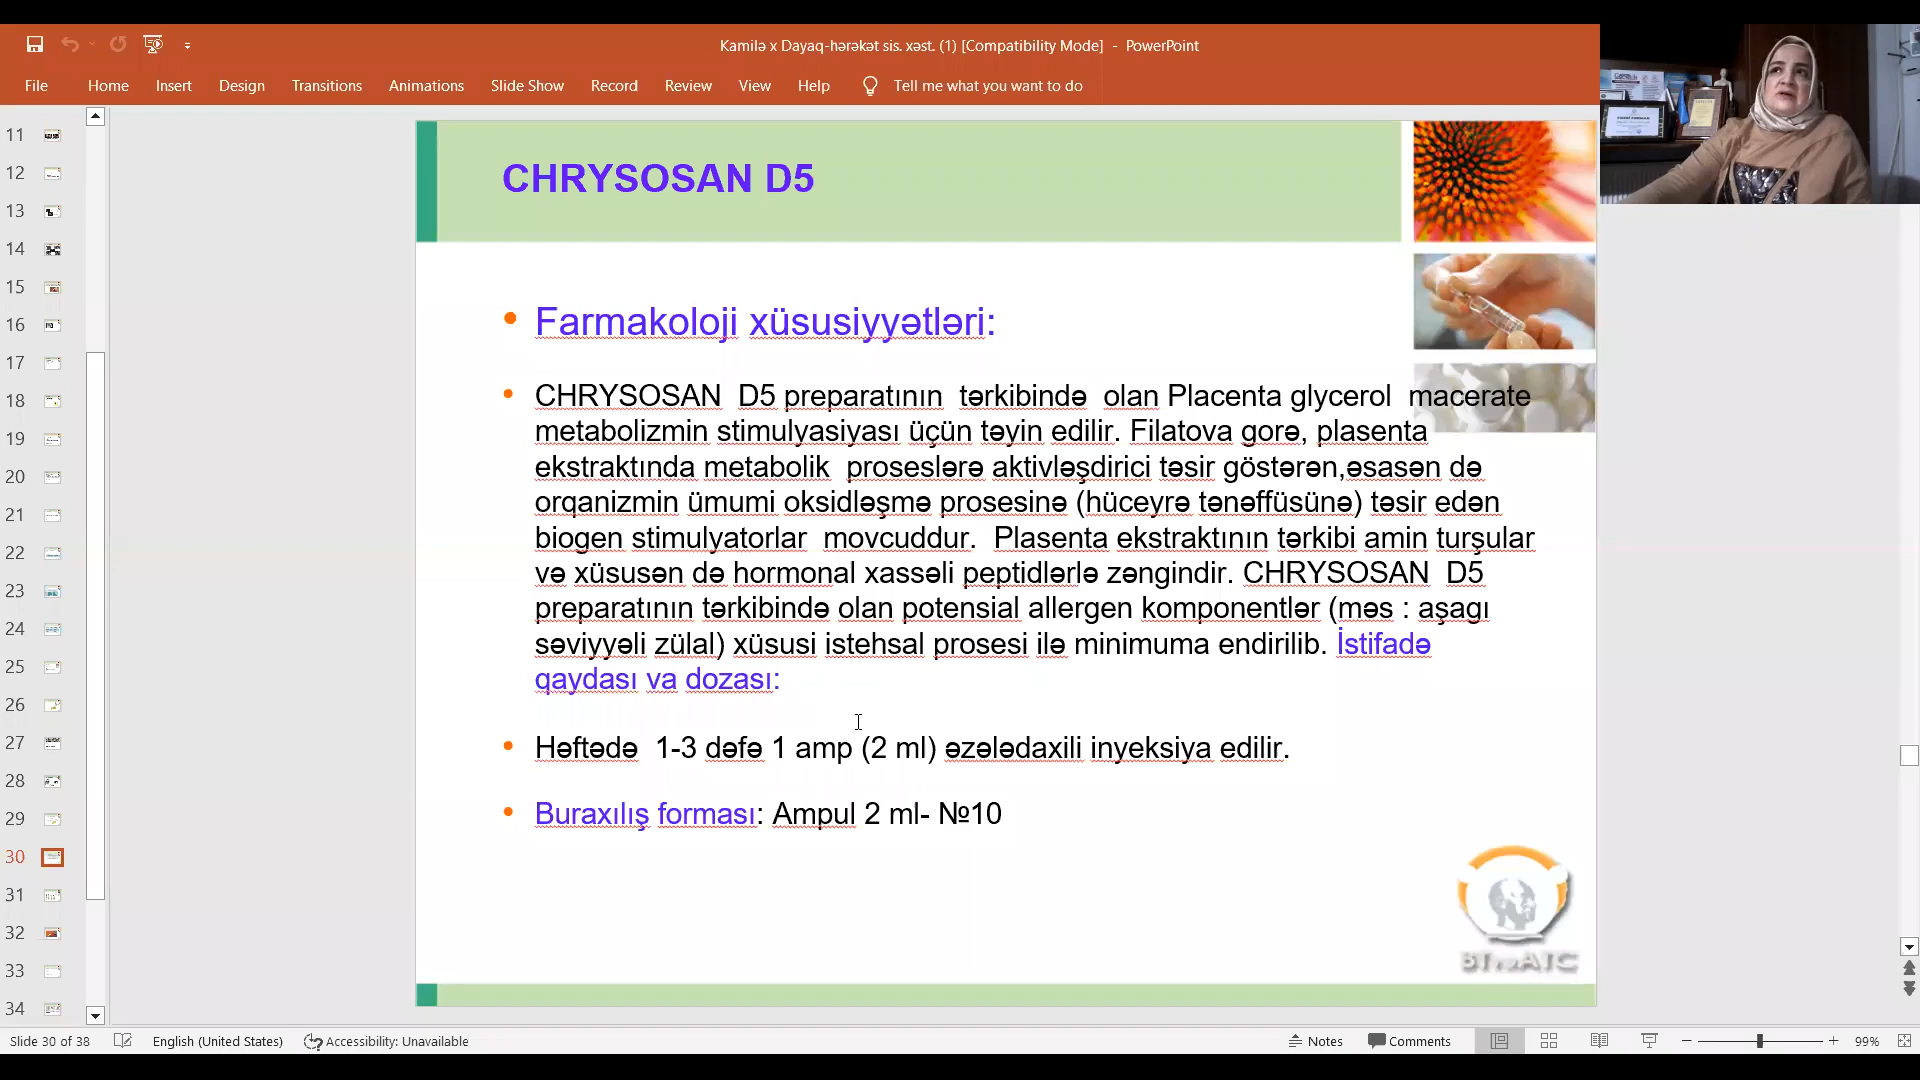 Kamilə x Dayaq-hərəkət sis. xəst. (1) [Compatibility Mode] - PowerPoint
File Home Insert Design Transitions Animations Slide Show Record Review View Help Tell me what you want to do
11
12
13
14
15
16
17
18
19
20
21
22
23
24
25
26
27
28
29
30
31
32
33
34
CHRYSOSAN D5
• Farmakoloji xüsusiyyətləri:
• CHRYSOSAN D5 preparatının tərkibində olan Placenta glycerol macerate
metabolizmin stimulyasiyası üçün təyin edilir. Filatova gorə, plasenta
ekstraktında metabolik proseslərə aktivləşdirici təsir göstərən,əsasən də
orqanizmin ümumi oksidləşmə prosesinə (hüceyrə tənəffüsünə) təsir edən
biogen stimulyatorlar movcuddur. Plasenta ekstraktının tərkibi amin turşular
və xüsusən də hormonal xassəli peptidlərlə zəngindir. CHRYSOSAN D5
preparatının tərkibində olan potensial allergen komponentlər (məs : aşagı
səviyyəli zülal) xüsusi istehsal prosesi ilə minimuma endirilib. İstifadə
qaydası va dozası:
• Həftədə 1-3 dəfə 1 amp (2 ml) əzələdaxili inyeksiya edilir.
• Buraxılış forması: Ampul 2 ml- №10
Slide 30 of 38 English (United States) Accessibility: Unavailable Notes Comments 99%